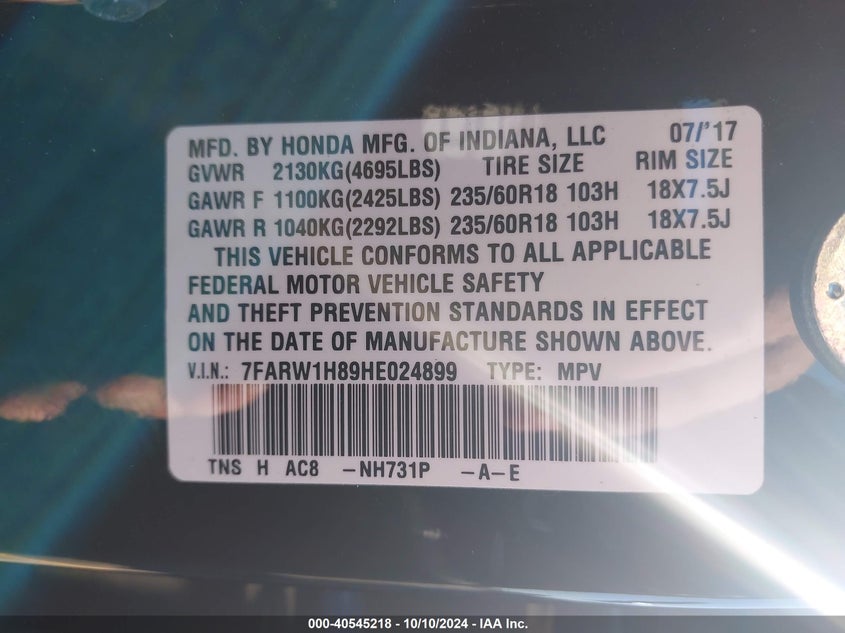 MFD. BY HONDA MFG. OF INDIANA, LLC 07/'17
GVWR 2130KG(4695LBS) TIRE SIZE RIM SIZE
GAWR F 1100KG(2425LBS) 235/60R18 103H 18X7.5J
GAWR R 1040KG(2292LBS) 235/60R18 103H 18X7.5J
THIS VEHICLE CONFORMS TO ALL APPLICABLE
FEDERAL MOTOR VEHICLE SAFETY
AND THEFT PREVENTION STANDARDS IN EFFECT
ON THE DATE OF MANUFACTURE SHOWN ABOVE.
V.I.N.: 7FARW1H89HE024899 TYPE: MPV
TNS H AC8 -NH731P -A-E
000-40545218 - 10/10/2024 - IAA Inc.